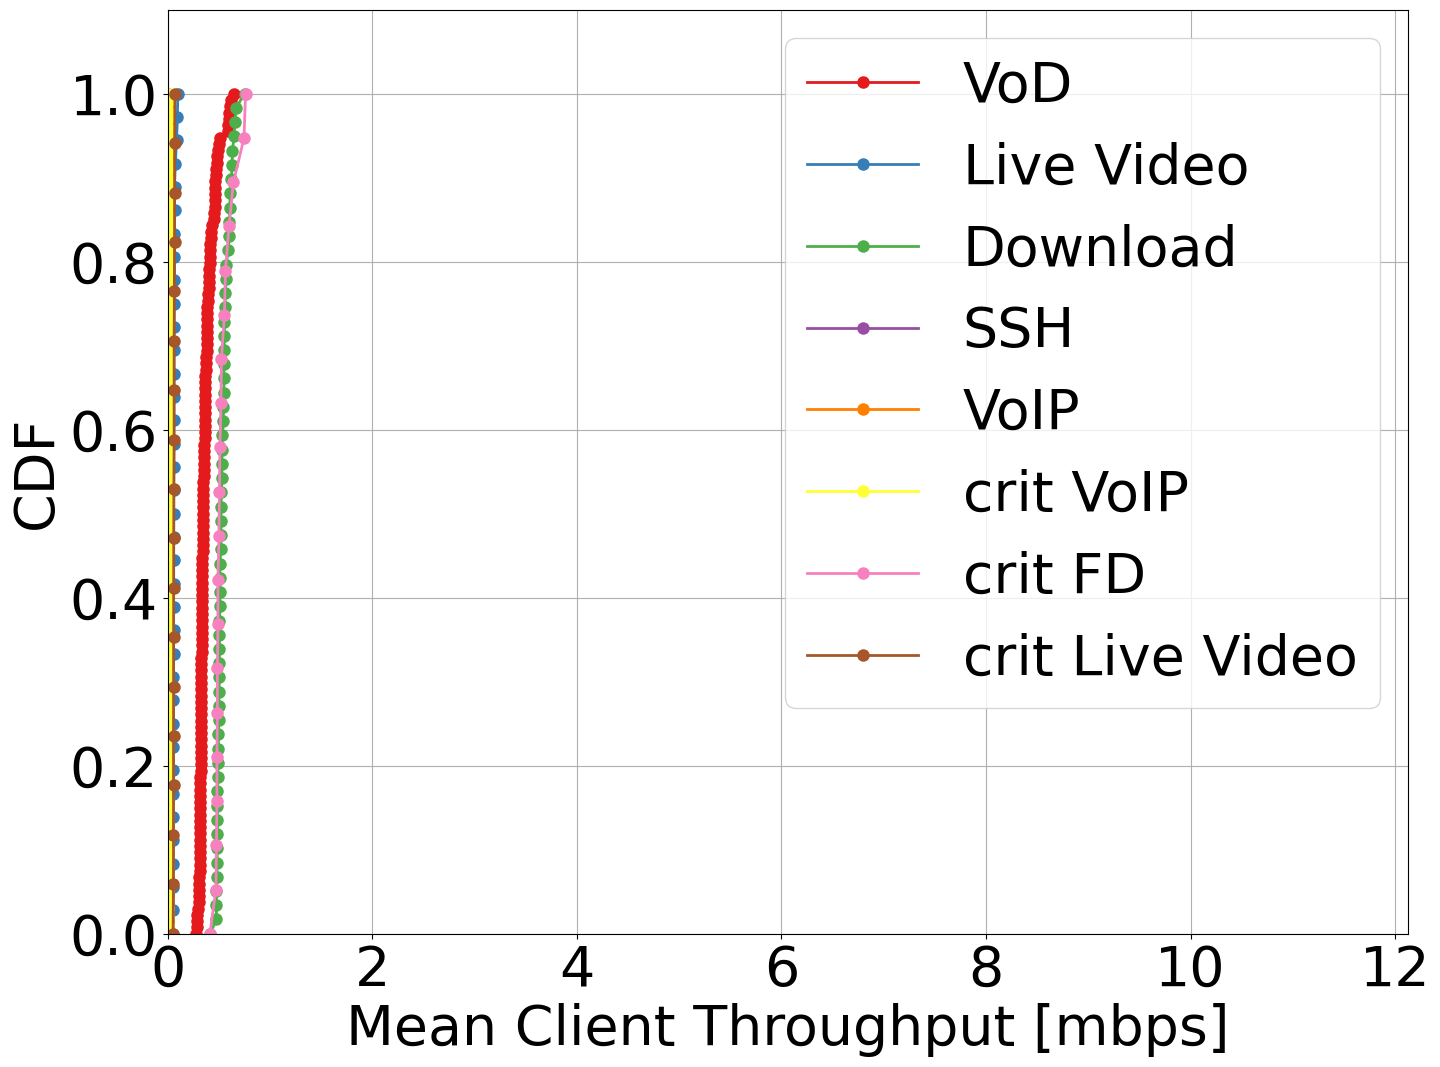 1.0
0.8
0.6
0.4
0.2
0.0
CDF
0 2 4 6 8 10 12
Mean Client Throughput [mbps]
VoD
Live Video
Download
SSH
VoIP
crit VoIP
crit FD
crit Live Video